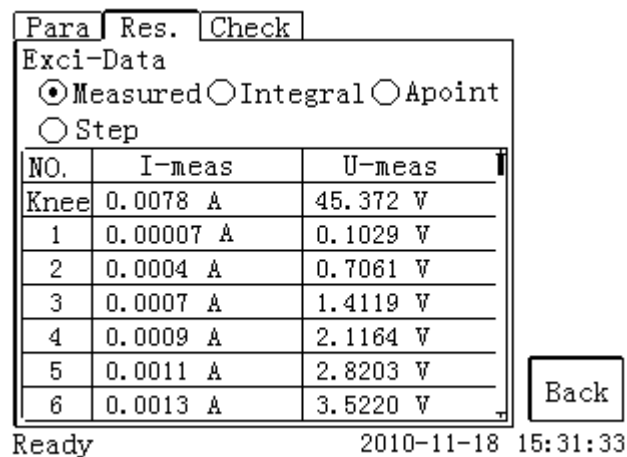 Para Res. Check
Exci-Data
Measured Integral Apoint
Step
NO. I-meas U-meas
Knee 0.0078 A 45.372 V
1 0.00007 A 0.1029 V
2 0.0004 A 0.7061 V
3 0.0007 A 1.4119 V
4 0.0009 A 2.1164 V
5 0.0011 A 2.8203 V
6 0.0013 A 3.5220 V
Back
Ready 2010-11-18 15:31:33